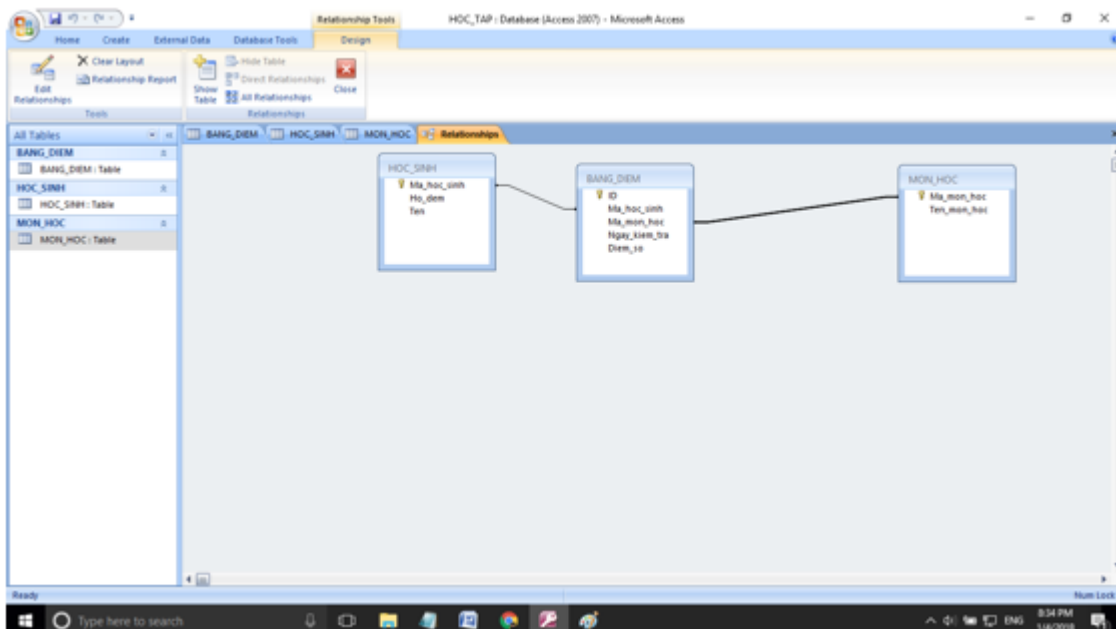 Relationship Tools
HOC_TAP : Database (Access 2007) - Microsoft Access
Home Create External Data Database Tools Design
Edit Relationships
Clear Layout
Relationship Report
Tools
Show Table
Hide Table
Direct Relationships
All Relationships
Close
Relationships
All Tables
BANG_DIEM
BANG_DIEM : Table
HOC_SINH
HOC_SINH : Table
MON_HOC
MON_HOC : Table
BANG_DIEM HOC_SINH MON_HOC Relationships
HOC_SINH
Ma_hoc_sinh
Ho_dem
Ten
BANG_DIEM
ID
Ma_hoc_sinh
Ma_mon_hoc
Ngay_kiem_tra
Diem_so
MON_HOC
Ma_mon_hoc
Ten_mon_hoc
Ready
Num Lock
Type here to search
ENG
8:34 PM
1/4/2018